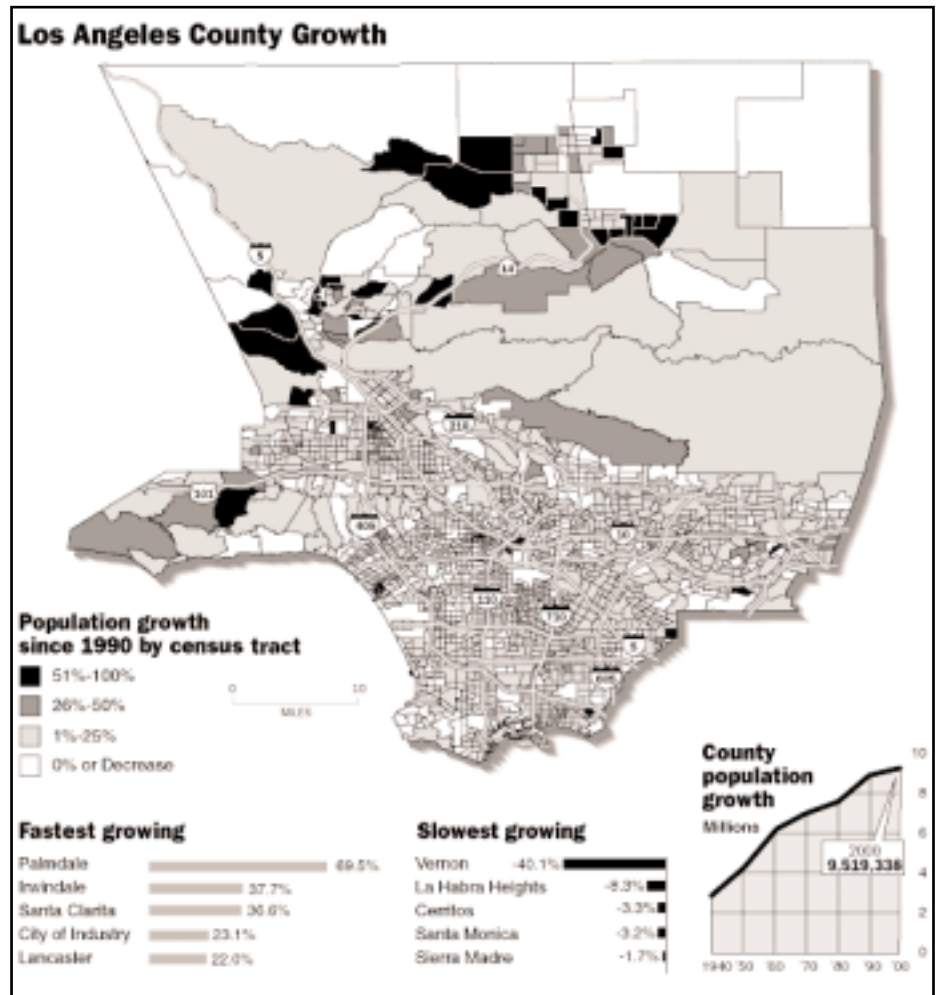 Los Angeles County Growth
5
14
210
101
405
10
110
710
5
605
Population growth
since 1990 by census tract
51%-100%
26%-50%
1%-25%
0% or Decrease
0 10
MILES
Fastest growing
Palmdale 69.5%
Irwindale 37.7%
Santa Clarita 36.6%
City of Industry 23.1%
Lancaster 22.0%
Slowest growing
Vernon -40.1%
La Habra Heights -8.3%
Cerritos -3.3%
Santa Monica -3.2%
Sierra Madre -1.7%
County
population
growth
Millions
10
8
6
4
2
0
2000
9,519,338
1940 '50 '60 '70 '80 '90 '00